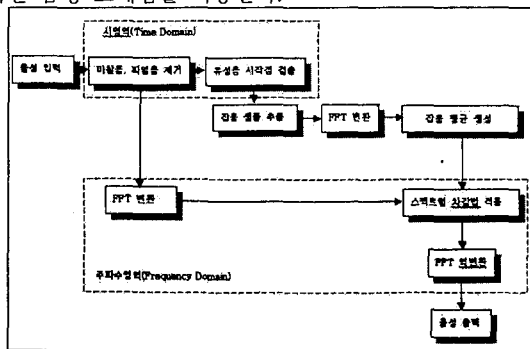 시영역(Time Domain)
음성 입력
마찰음, 파열음 제거
유성음 시작점 검출
잡음 샘플 추출
FFT 변환
잡음 평균 생성
FFT 변환
스펙트럼 차감법 적용
FFT 역변환
주파수영역(Frequency Domain)
음성 출력